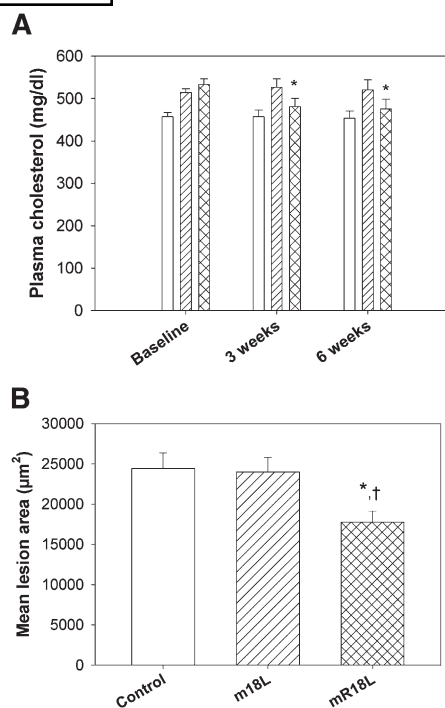 A
Plasma cholesterol (mg/dl)
600
500
400
300
200
100
0
* *
Baseline 3 weeks 6 weeks
B
Mean lesion area (µm²)
30000
25000
20000
15000
10000
5000
0
*,†
Control m18L mR18L